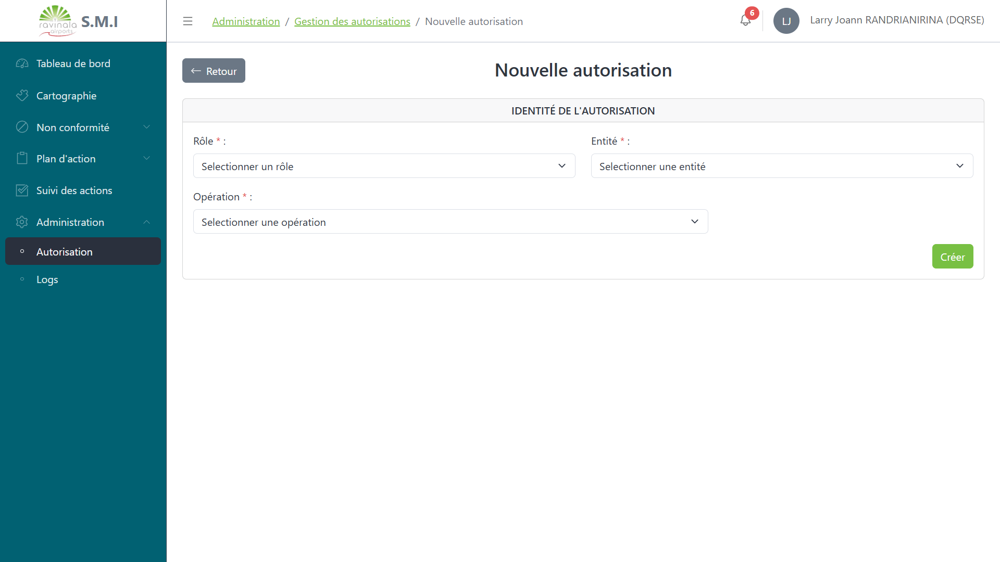 ravinala
airports
S.M.I
Administration / Gestion des autorisations / Nouvelle autorisation
6
LJ
Larry Joann RANDRIANIRINA (DQRSE)
Tableau de bord
Cartographie
Non conformité
Plan d'action
Suivi des actions
Administration
Autorisation
Logs
Retour
Nouvelle autorisation
IDENTITÉ DE L'AUTORISATION
Rôle * :
Selectionner un rôle
Entité * :
Selectionner une entité
Opération * :
Selectionner une opération
Créer